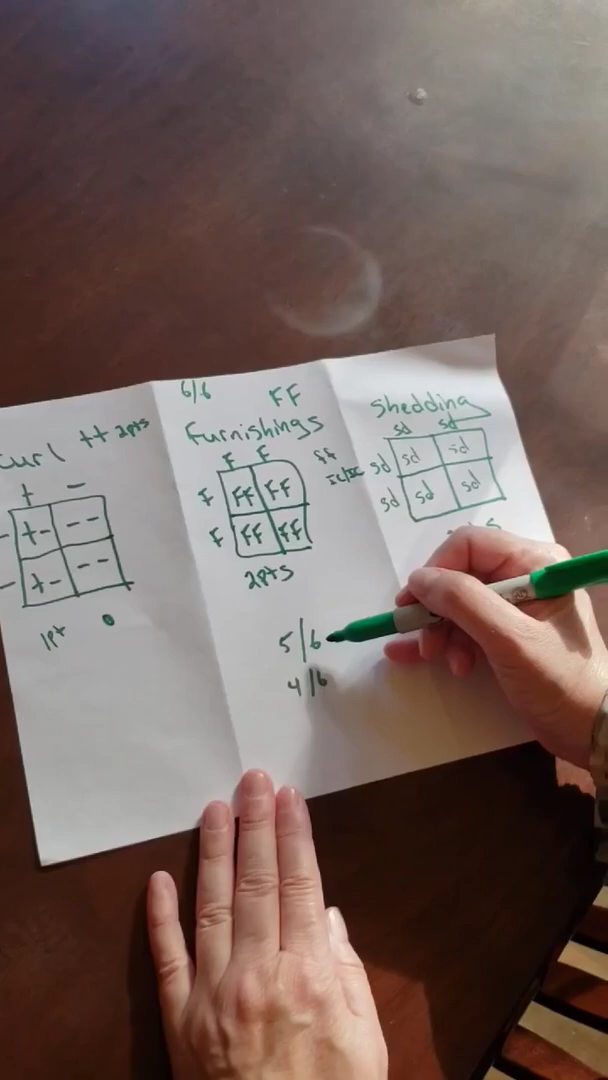 curl ++ 2pts
+ -
- +- --
- +- --
1pt 0
6/6 FF
furnishings
F F
F FF FF
F FF FF
2pts
5/6
4/6
Shedding
sd sd
sd sd sd
sd sd sd